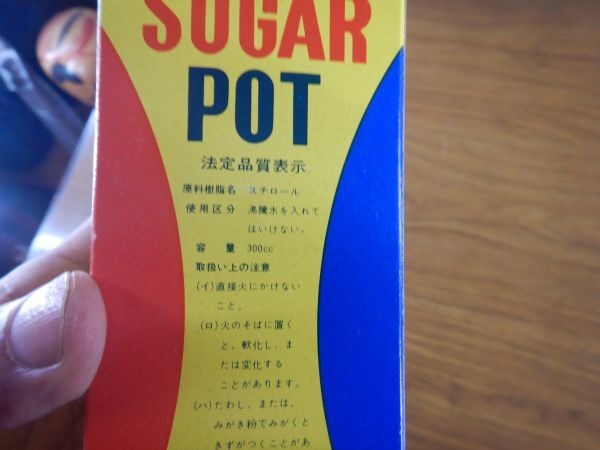 SUGAR
POT
法定品質表示
原料樹脂名 スチロール
使用区分 沸騰水を入れて
はいけない。
容 量 300cc
取扱い上の注意
(イ)直接火にかけない
こと。
(ロ)火のそばに置く
と、軟化し、ま
たは変化する
ことがあります。
(ハ)たわし、または、
みがき粉でみがくと
きずがつくことがあ